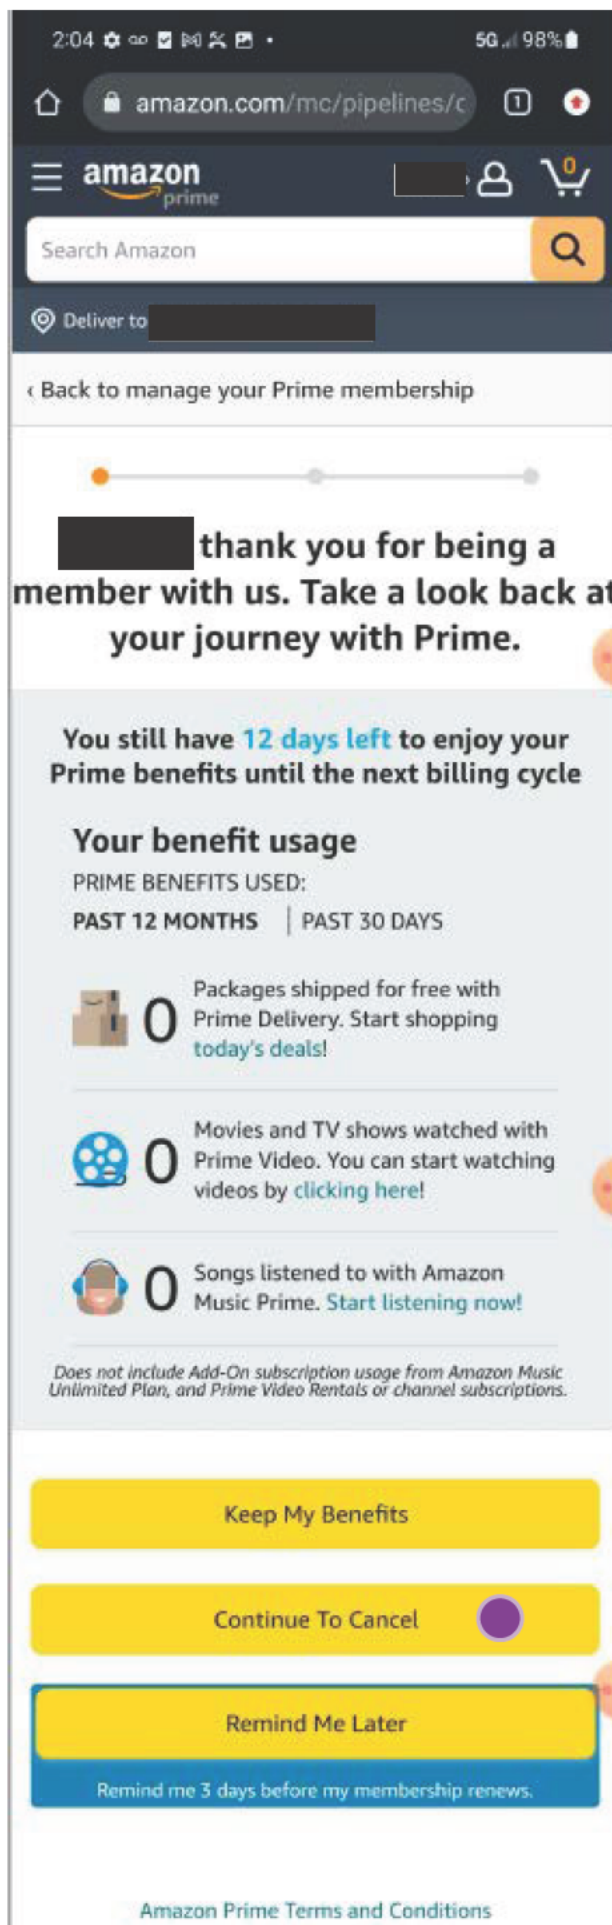 2:04
5G 98%
amazon.com/mc/pipelines/c
1
amazon
prime
0
Search Amazon
Deliver to
‹ Back to manage your Prime membership
thank you for being a
member with us. Take a look back at
your journey with Prime.
You still have 12 days left to enjoy your
Prime benefits until the next billing cycle
Your benefit usage
PRIME BENEFITS USED:
PAST 12 MONTHS | PAST 30 DAYS
0
Packages shipped for free with
Prime Delivery. Start shopping
today's deals!
0
Movies and TV shows watched with
Prime Video. You can start watching
videos by clicking here!
0
Songs listened to with Amazon
Music Prime. Start listening now!
Does not include Add-On subscription usage from Amazon Music
Unlimited Plan, and Prime Video Rentals or channel subscriptions.
Keep My Benefits
Continue To Cancel
Remind Me Later
Remind me 3 days before my membership renews.
Amazon Prime Terms and Conditions